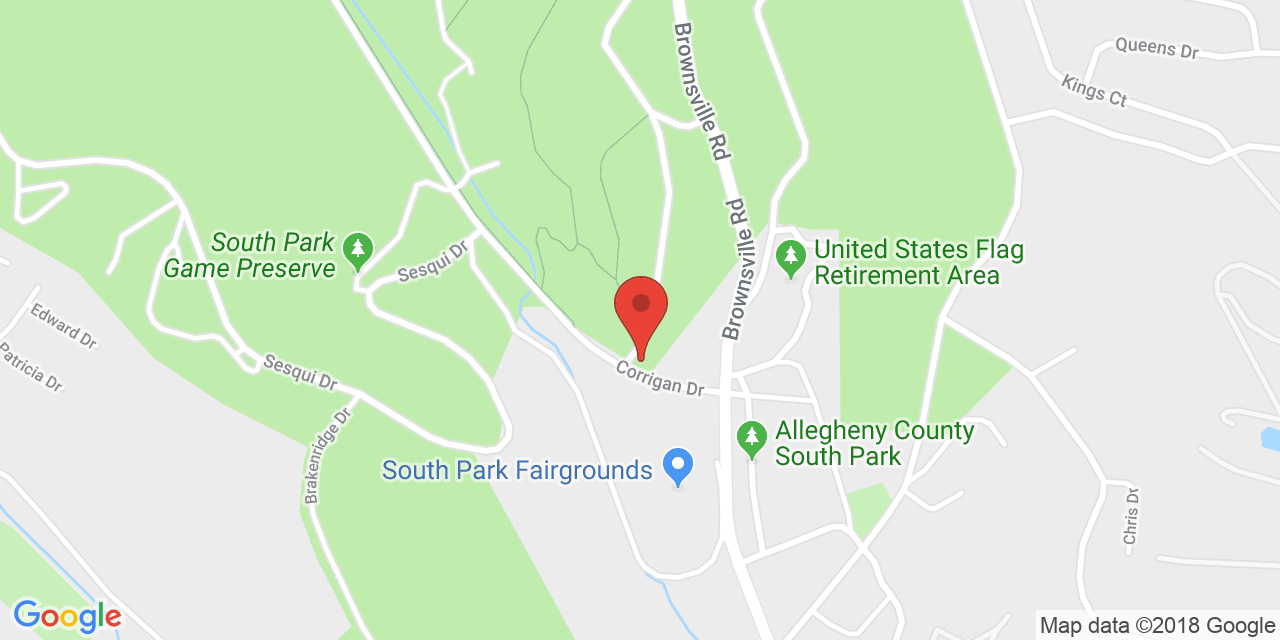 Brownsville Rd
Queens Dr
Kings Ct
Brownsville Rd
South Park
Game Preserve
Sesqui Dr
United States Flag
Retirement Area
Edward Dr
Patricia Dr
Sesqui Dr
Corrigan Dr
Brakenridge Dr
Allegheny County
South Park
South Park Fairgrounds
Chris Dr
Google
Map data ©2018 Google